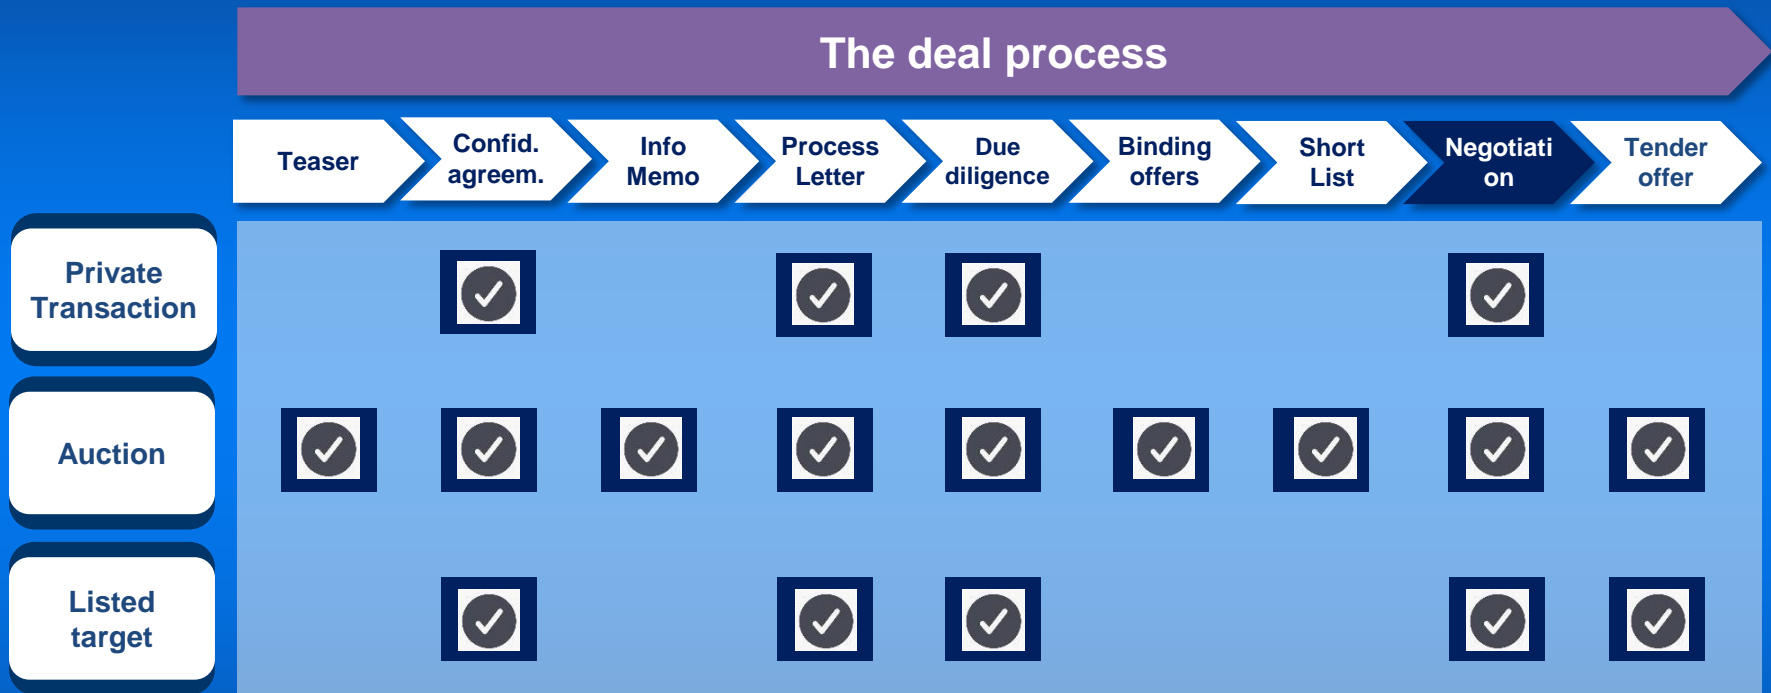 The deal process
Teaser
Confid.
agreem.
Info
Memo
Process
Letter
Due
diligence
Binding
offers
Short
List
Negotiati
on
Tender
offer
Private
Transaction
Auction
Listed
target